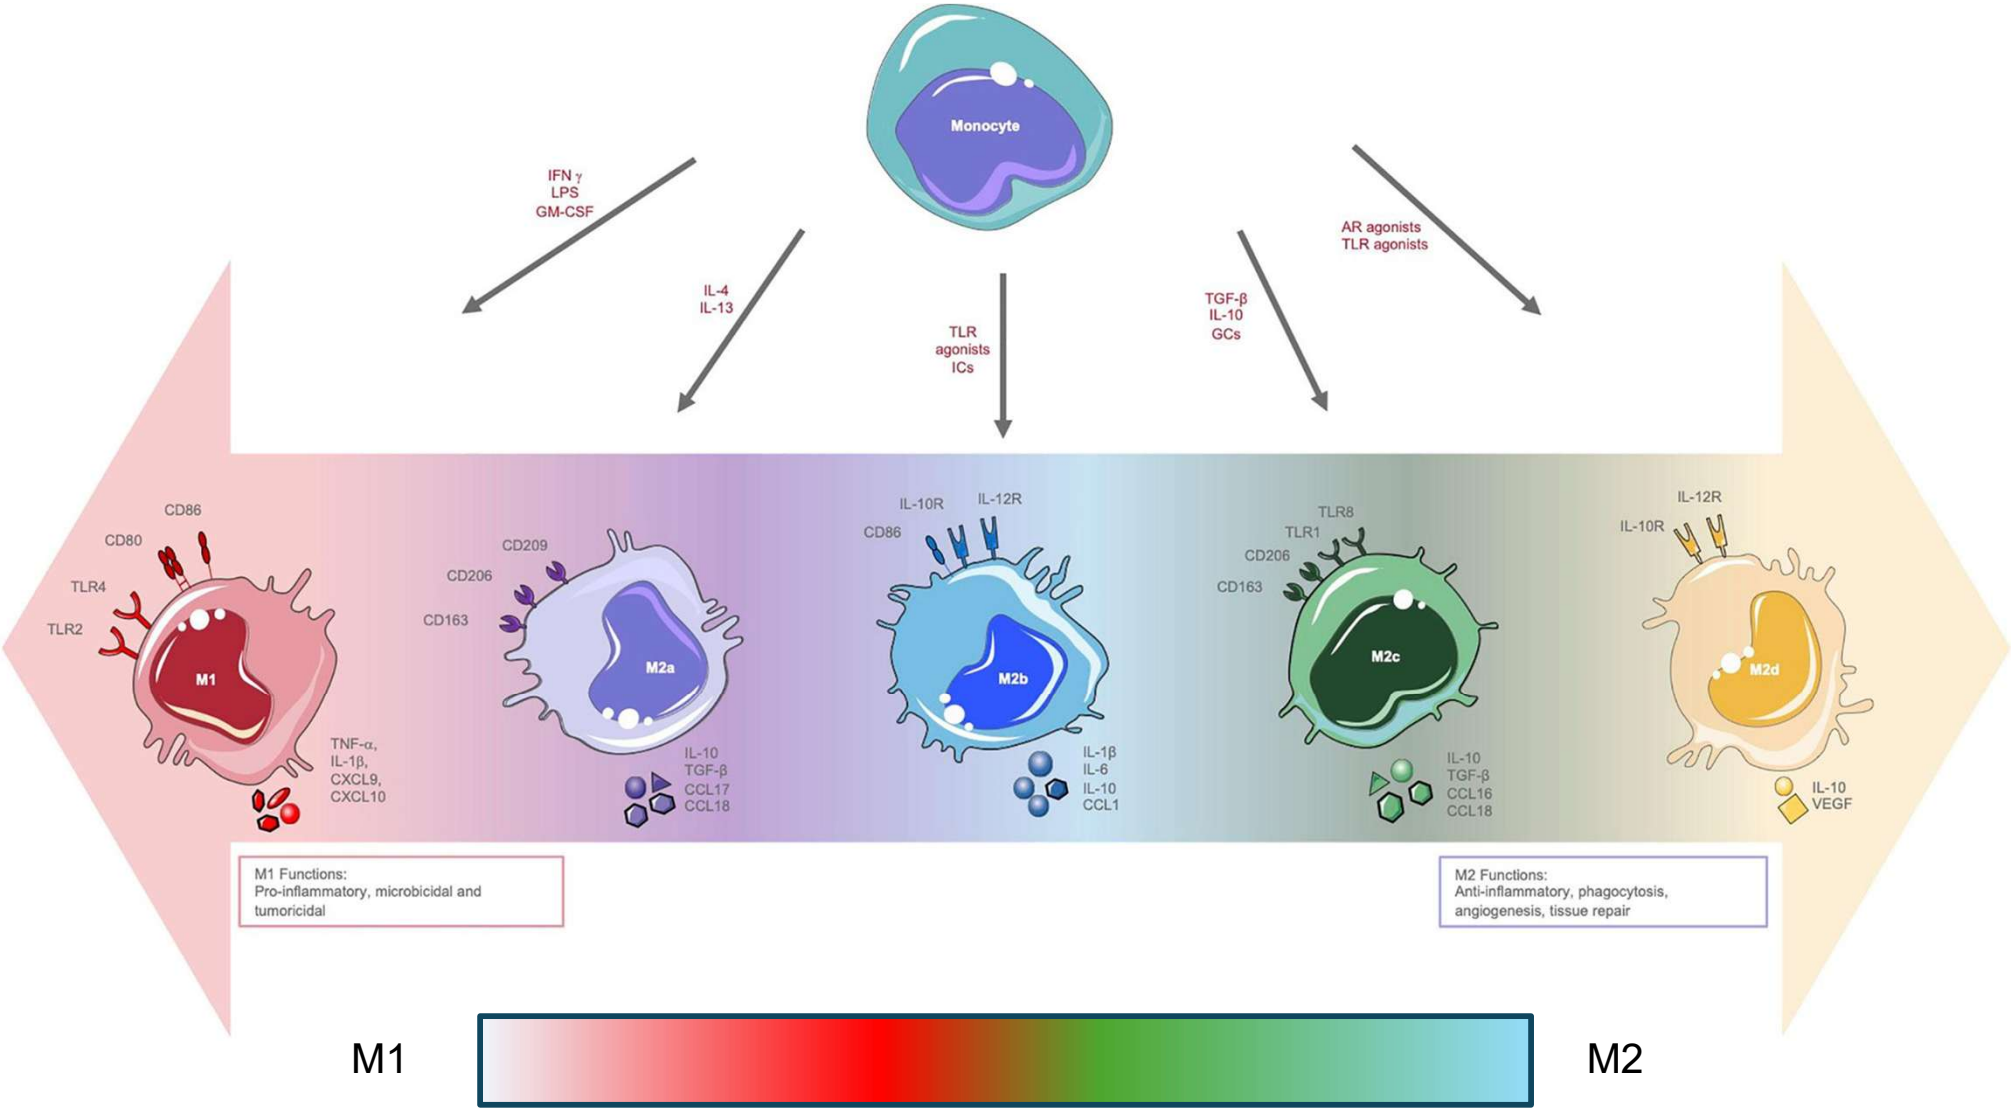 Monocyte
IFN γ
LPS
GM-CSF
IL-4
IL-13
TLR
agonists
ICs
TGF-β
IL-10
GCs
AR agonists
TLR agonists
CD86
CD80
TLR4
TLR2
M1
TNF-α,
IL-1β,
CXCL9,
CXCL10
CD209
CD206
CD163
M2a
IL-10
TGF-β
CCL17
CCL18
IL-10R
IL-12R
CD86
M2b
IL-1β
IL-6
IL-10
CCL1
TLR8
TLR1
CD206
CD163
M2c
IL-10
TGF-β
CCL16
CCL18
IL-12R
IL-10R
M2d
IL-10
VEGF
M1 Functions:
Pro-inflammatory, microbicidal and
tumoricidal
M2 Functions:
Anti-inflammatory, phagocytosis,
angiogenesis, tissue repair
M1
M2